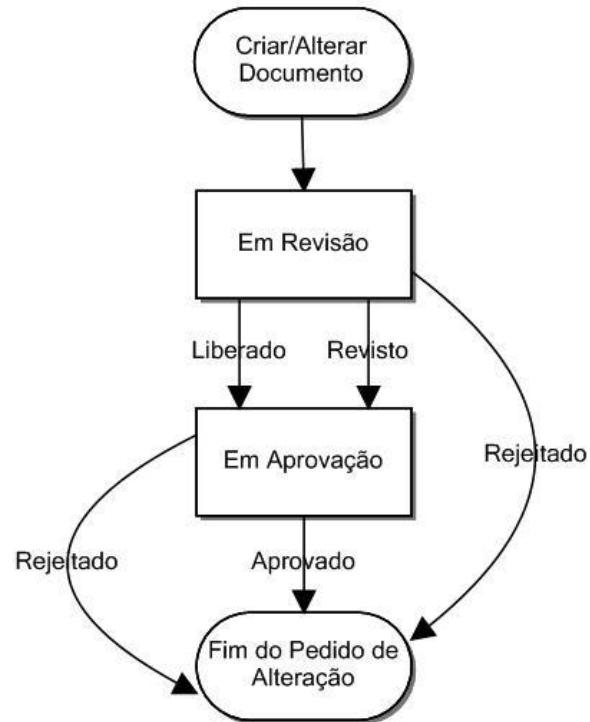 Criar/Alterar
Documento
Em Revisão
Liberado
Revisto
Rejeitado
Em Aprovação
Rejeitado
Aprovado
Fim do Pedido de
Alteração